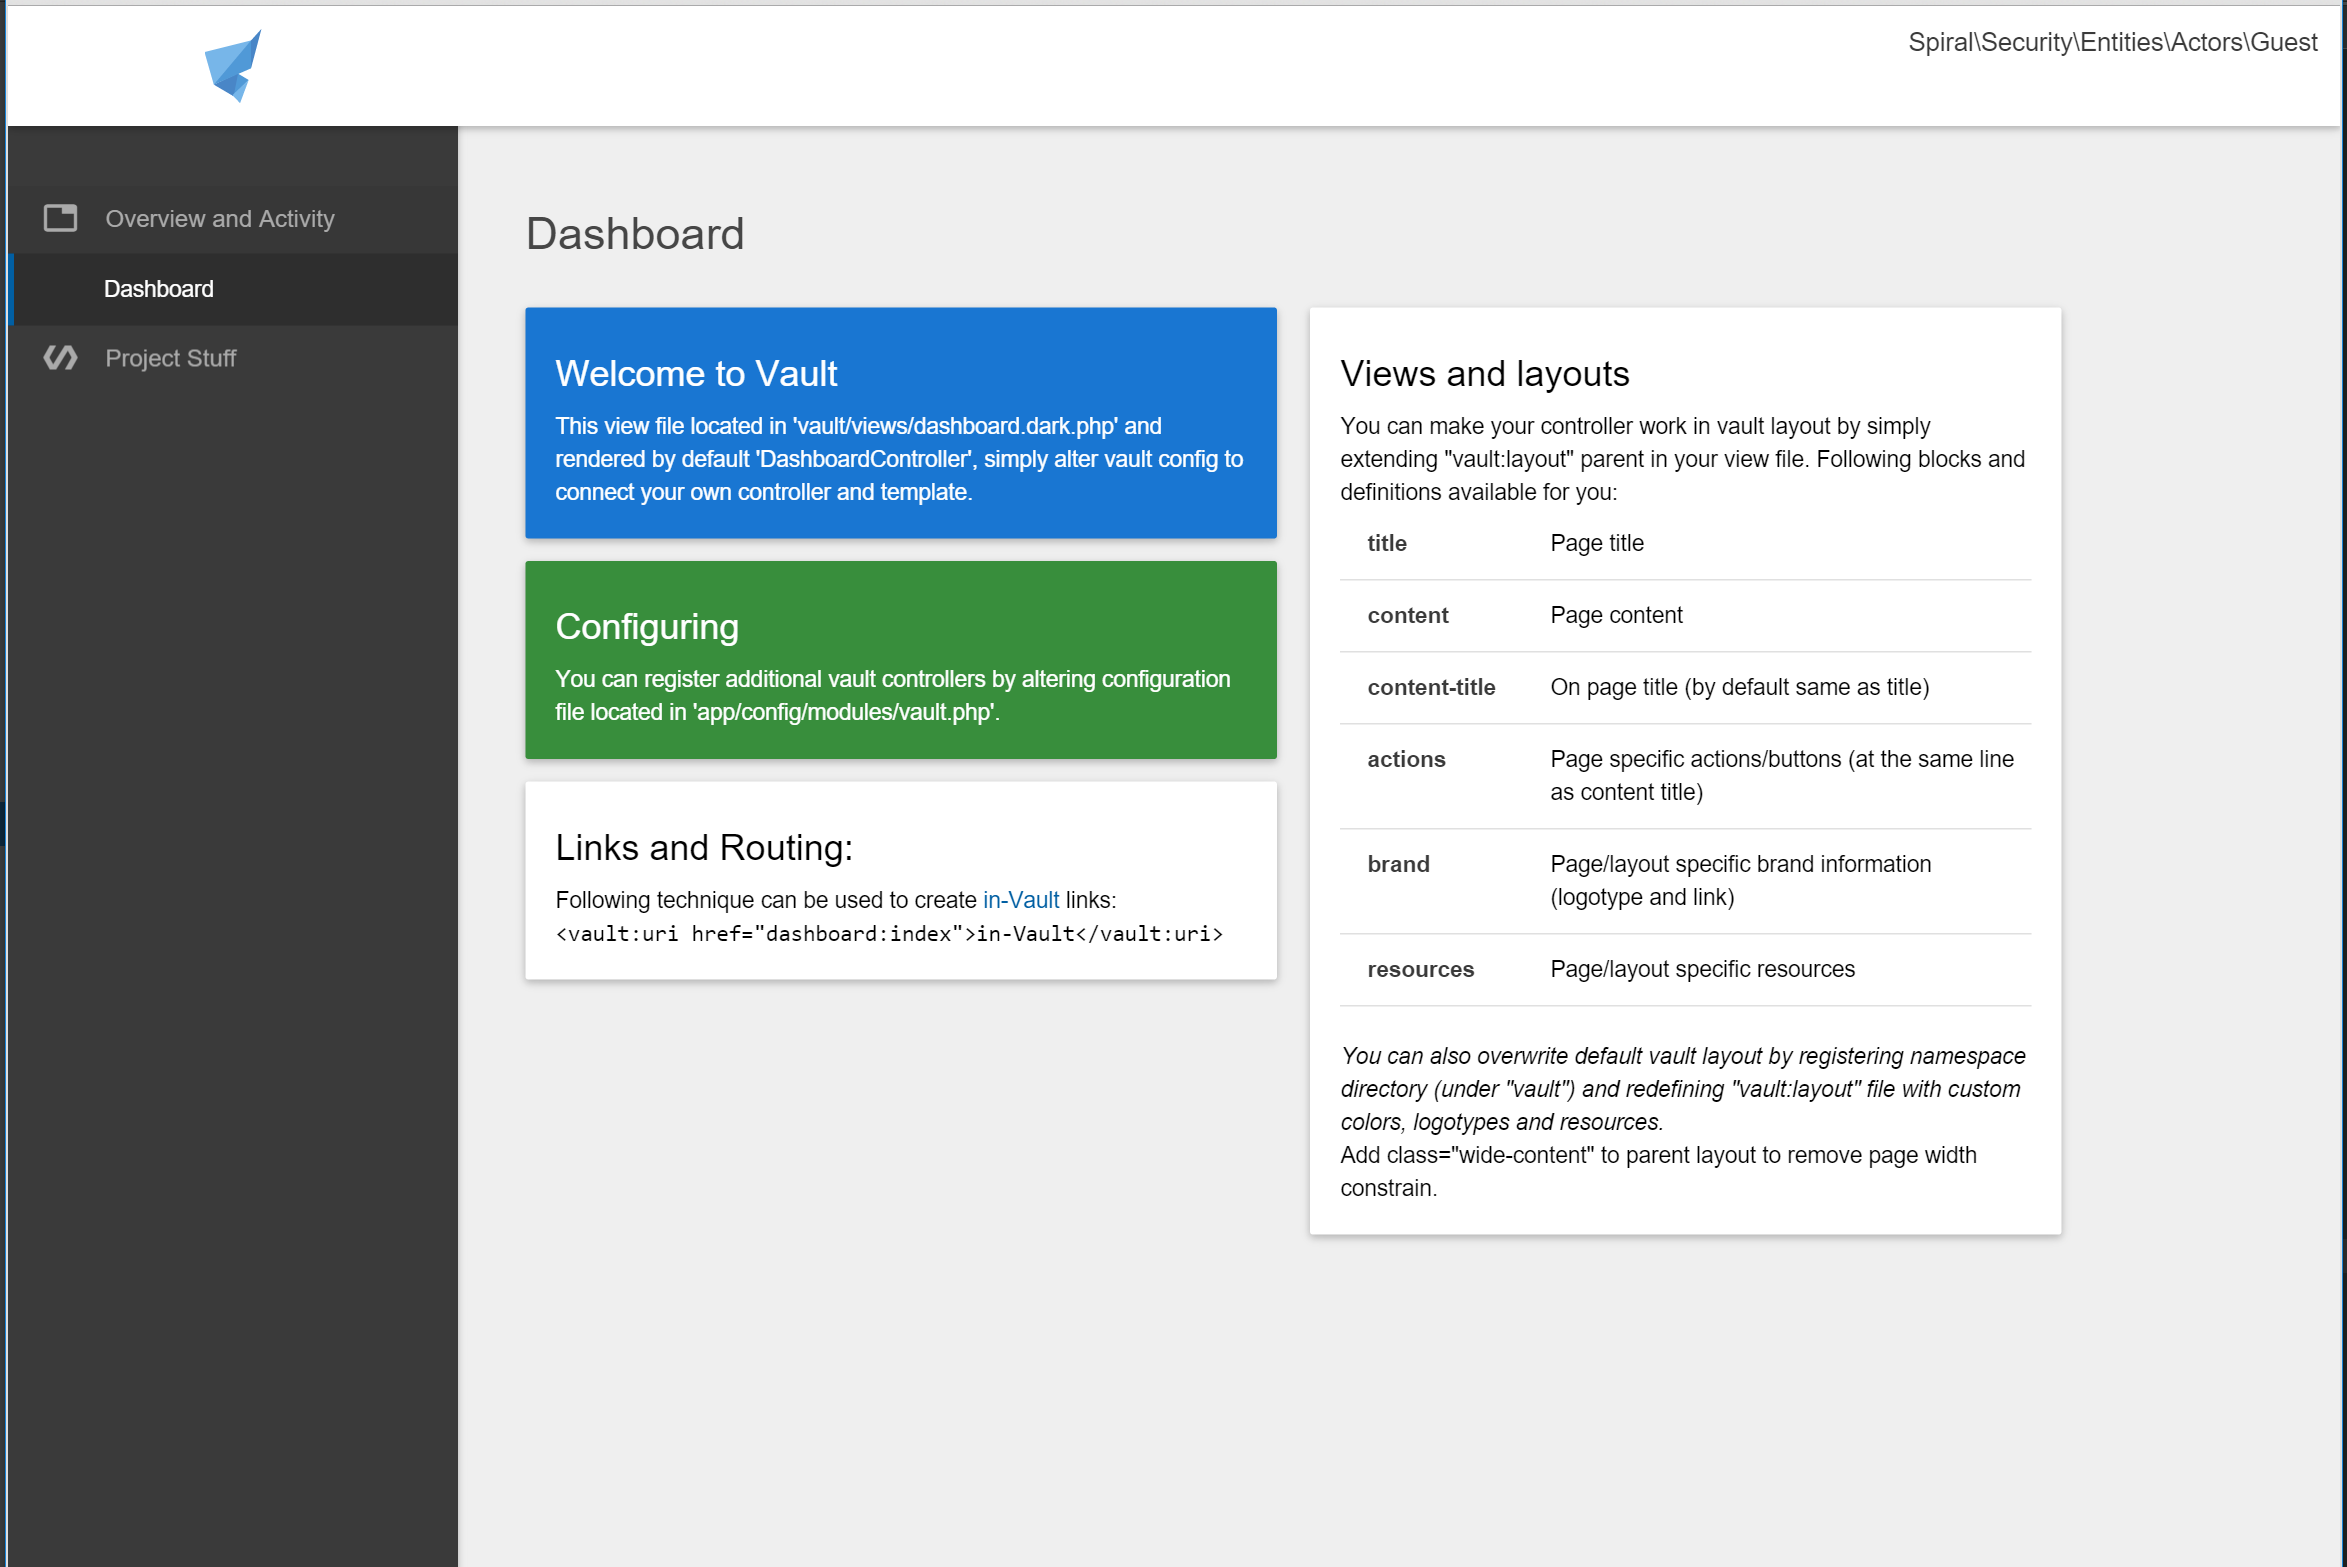 Spiral\Security\Entities\Actors\Guest
Overview and Activity
Dashboard
Project Stuff
Dashboard
Welcome to Vault
This view file located in 'vault/views/dashboard.dark.php' and
rendered by default 'DashboardController', simply alter vault config to
connect your own controller and template.
Configuring
You can register additional vault controllers by altering configuration
file located in 'app/config/modules/vault.php'.
Links and Routing:
Following technique can be used to create in-Vault links:
<vault:uri href="dashboard:index">in-Vault</vault:uri>
Views and layouts
You can make your controller work in vault layout by simply
extending "vault:layout" parent in your view file. Following blocks and
definitions available for you:
title Page title
content Page content
content-title On page title (by default same as title)
actions Page specific actions/buttons (at the same line
as content title)
brand Page/layout specific brand information
(logotype and link)
resources Page/layout specific resources
You can also overwrite default vault layout by registering namespace
directory (under "vault") and redefining "vault:layout" file with custom
colors, logotypes and resources.
Add class="wide-content" to parent layout to remove page width
constrain.